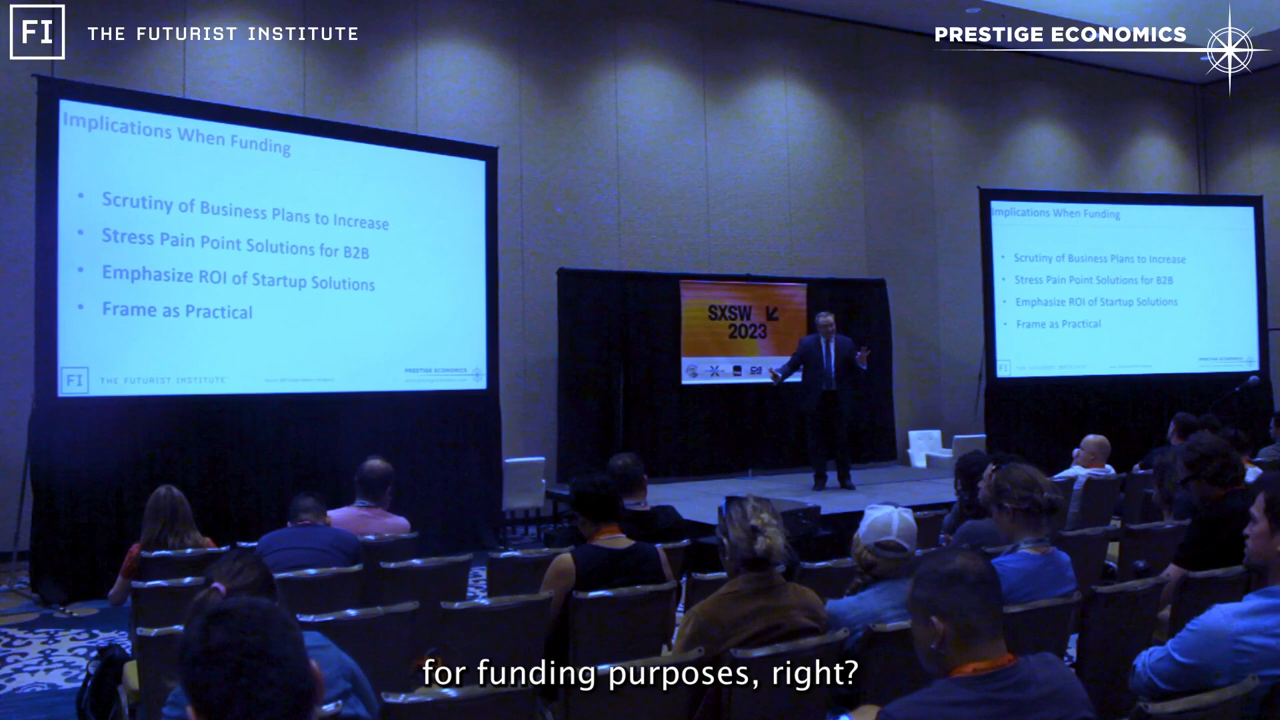 FI THE FUTURIST INSTITUTE
PRESTIGE ECONOMICS
Implications When Funding
• Scrutiny of Business Plans to Increase
• Stress Pain Point Solutions for B2B
• Emphasize ROI of Startup Solutions
• Frame as Practical
FI THE FUTURIST INSTITUTE
PRESTIGE ECONOMICS
SXSW
2023
Implications When Funding
• Scrutiny of Business Plans to Increase
• Stress Pain Point Solutions for B2B
• Emphasize ROI of Startup Solutions
• Frame as Practical
FI THE FUTURIST INSTITUTE
PRESTIGE ECONOMICS
for funding purposes, right?